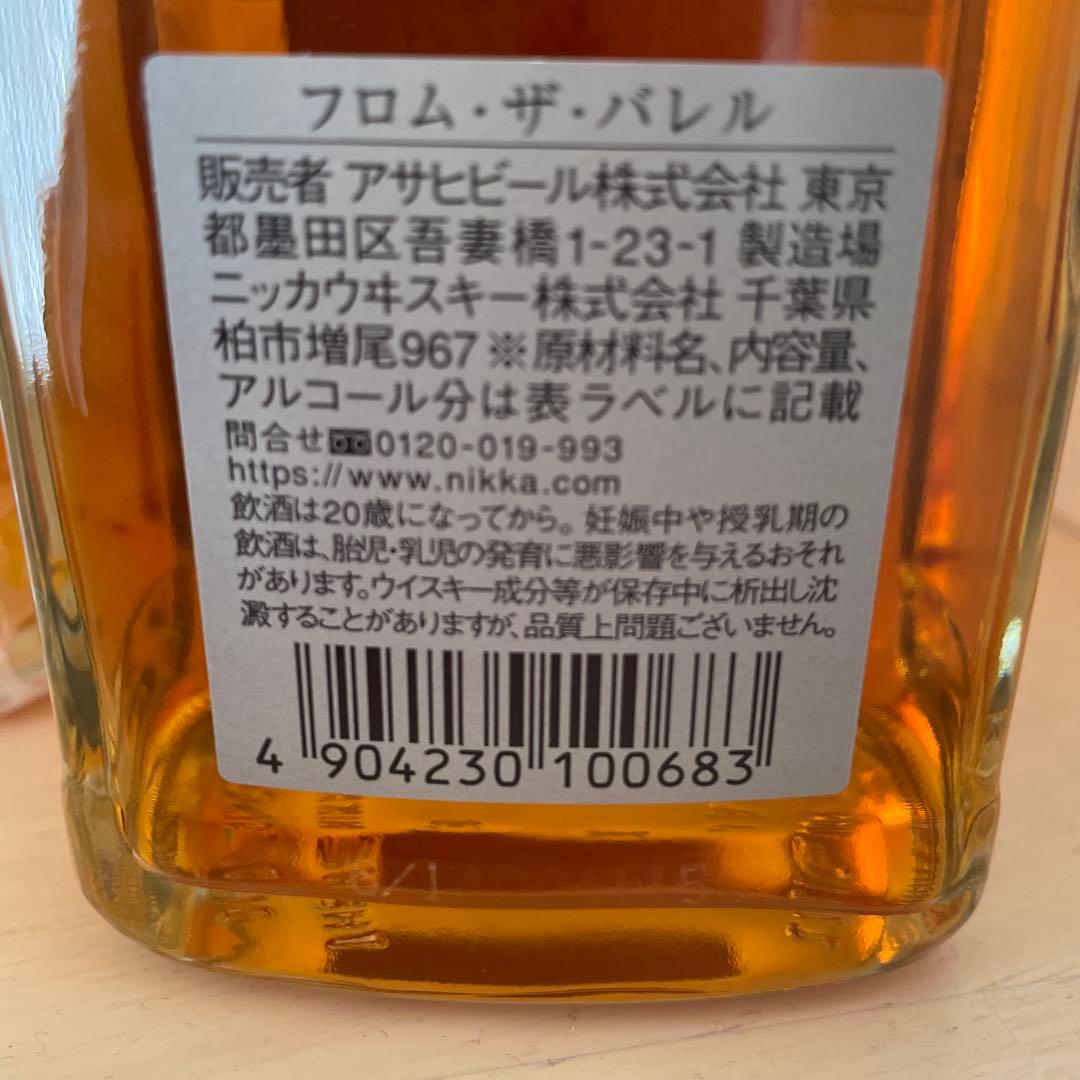 フロム・ザ・バレル
販売者 アサヒビール株式会社 東京
都墨田区吾妻橋1-23-1 製造場
ニッカウヰスキー株式会社 千葉県
柏市増尾967 ※原材料名、内容量、
アルコール分は表ラベルに記載
問合せ 0120-019-993
https://www.nikka.com
飲酒は20歳になってから。妊娠中や授乳期の
飲酒は、胎児・乳児の発育に悪影響を与えるおそれ
があります。ウイスキー成分等が保存中に析出し沈
澱することがありますが、品質上問題ございません。
4 904230 100683